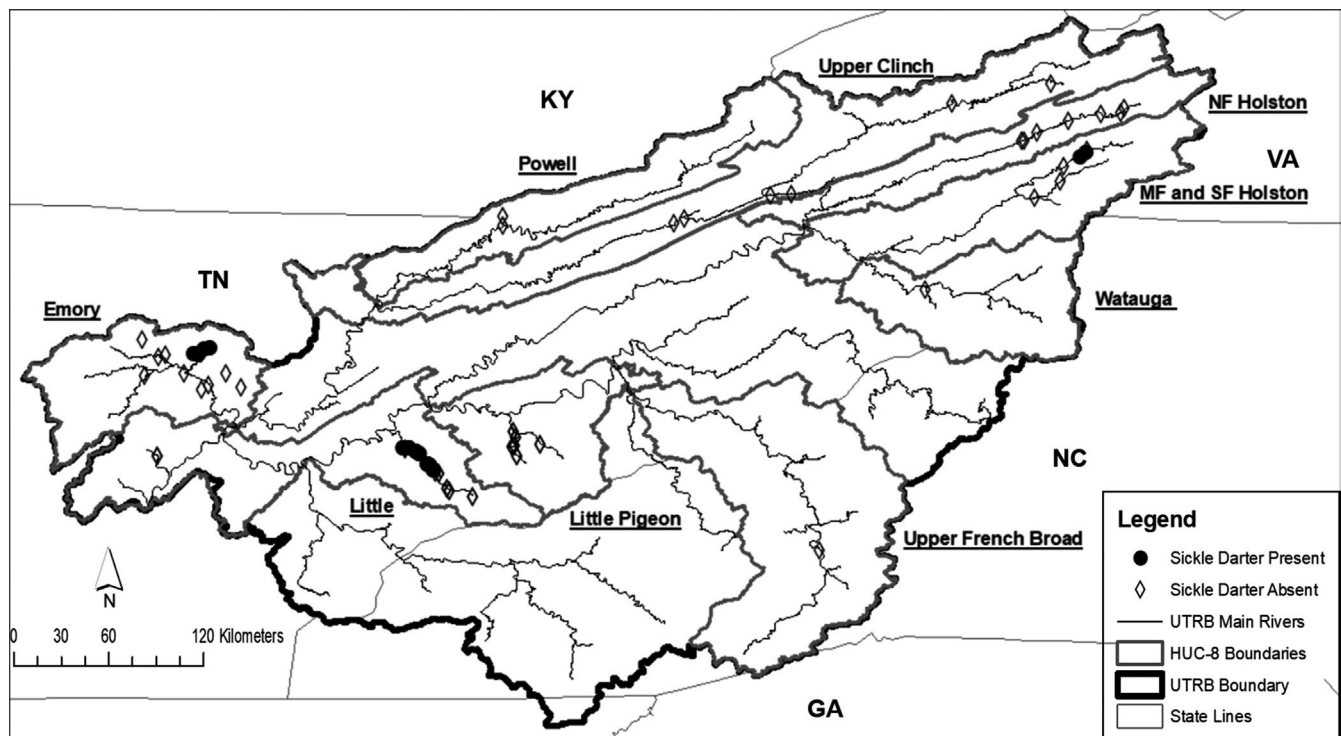 Upper Clinch
KY
NF Holston
Powell
VA
MF and SF Holston
TN
Emory
Watauga
NC
Little
Little Pigeon
Upper French Broad
N
0 30 60 120 Kilometers
GA
Legend
Sickle Darter Present
Sickle Darter Absent
UTRB Main Rivers
HUC-8 Boundaries
UTRB Boundary
State Lines